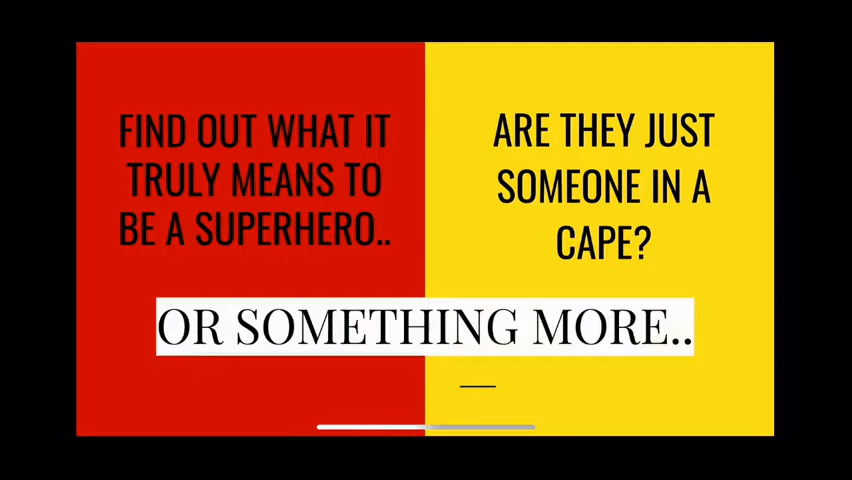 FIND OUT WHAT IT
TRULY MEANS TO
BE A SUPERHERO..
ARE THEY JUST
SOMEONE IN A
CAPE?
OR SOMETHING MORE..